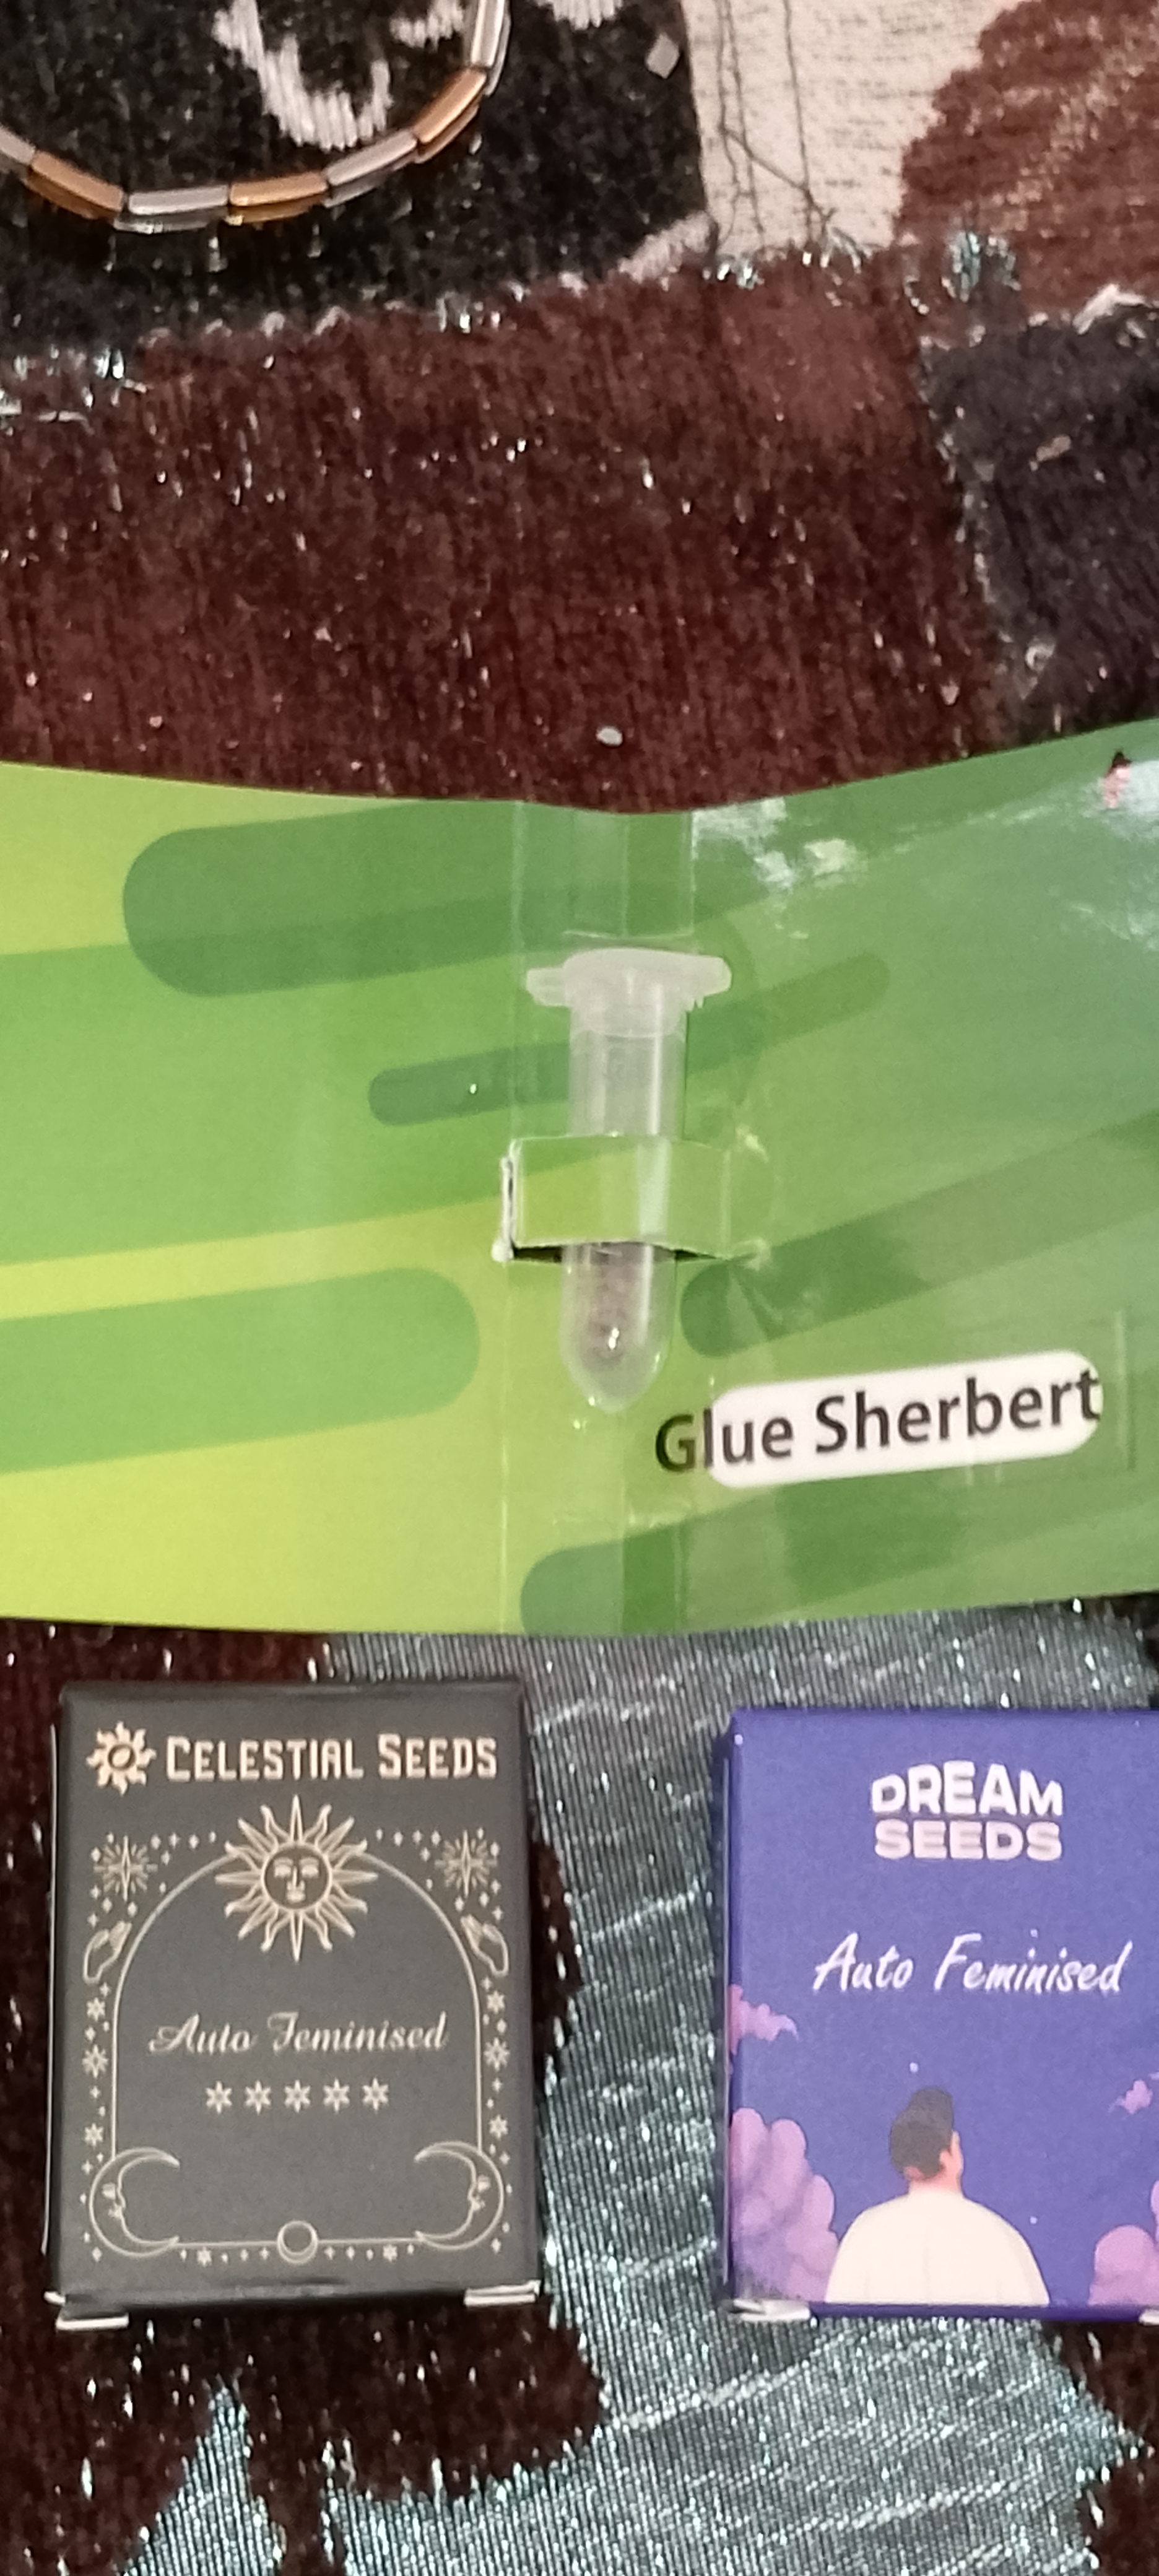 Glue Sherbert
CELESTIAL SEEDS
Auto Feminised
DREAM
SEEDS
Auto Feminised